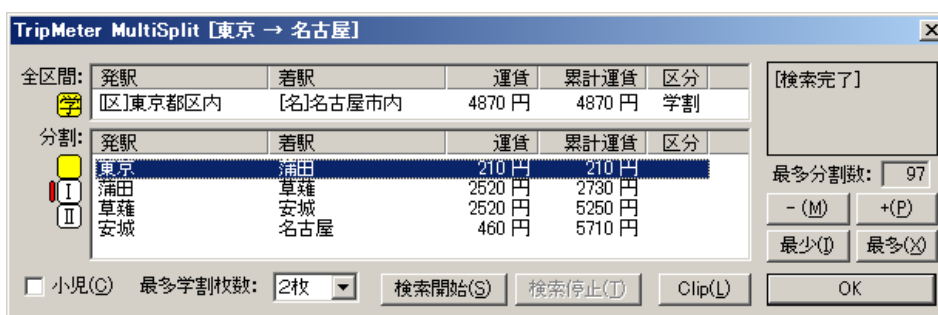 TripMeter MultiSplit [東京 → 名古屋]
全区間: 発駅 着駅 運賃 累計運賃 区分
学 [区]東京都区内 [名]名古屋市内 4870 円 4870 円 学割
[検索完了]
分割: 発駅 着駅 運賃 累計運賃 区分
東京 蒲田 210 円 210 円
I 蒲田 草薙 2520 円 2730 円
II 草薙 安城 2520 円 5250 円
安城 名古屋 460 円 5710 円
最多分割数: 97
- (M) +(P)
最少(I) 最多(X)
小児(C) 最多学割枚数: 2枚 検索開始(S) 検索停止(T) Clip(L) OK